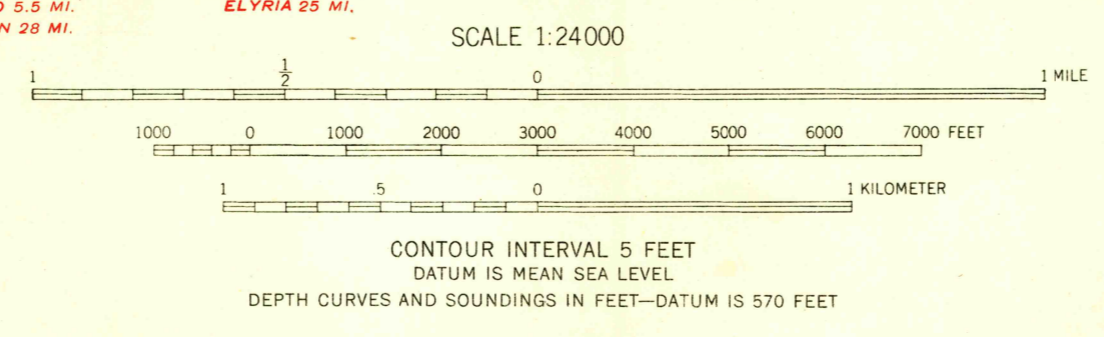 5.5 MI.
ELYRIA 25 MI.
28 MI.
SCALE 1:24000
1 1/2 0 1 MILE
1000 0 1000 2000 3000 4000 5000 6000 7000 FEET
1 .5 0 1 KILOMETER
CONTOUR INTERVAL 5 FEET
DATUM IS MEAN SEA LEVEL
DEPTH CURVES AND SOUNDINGS IN FEET—DATUM IS 570 FEET